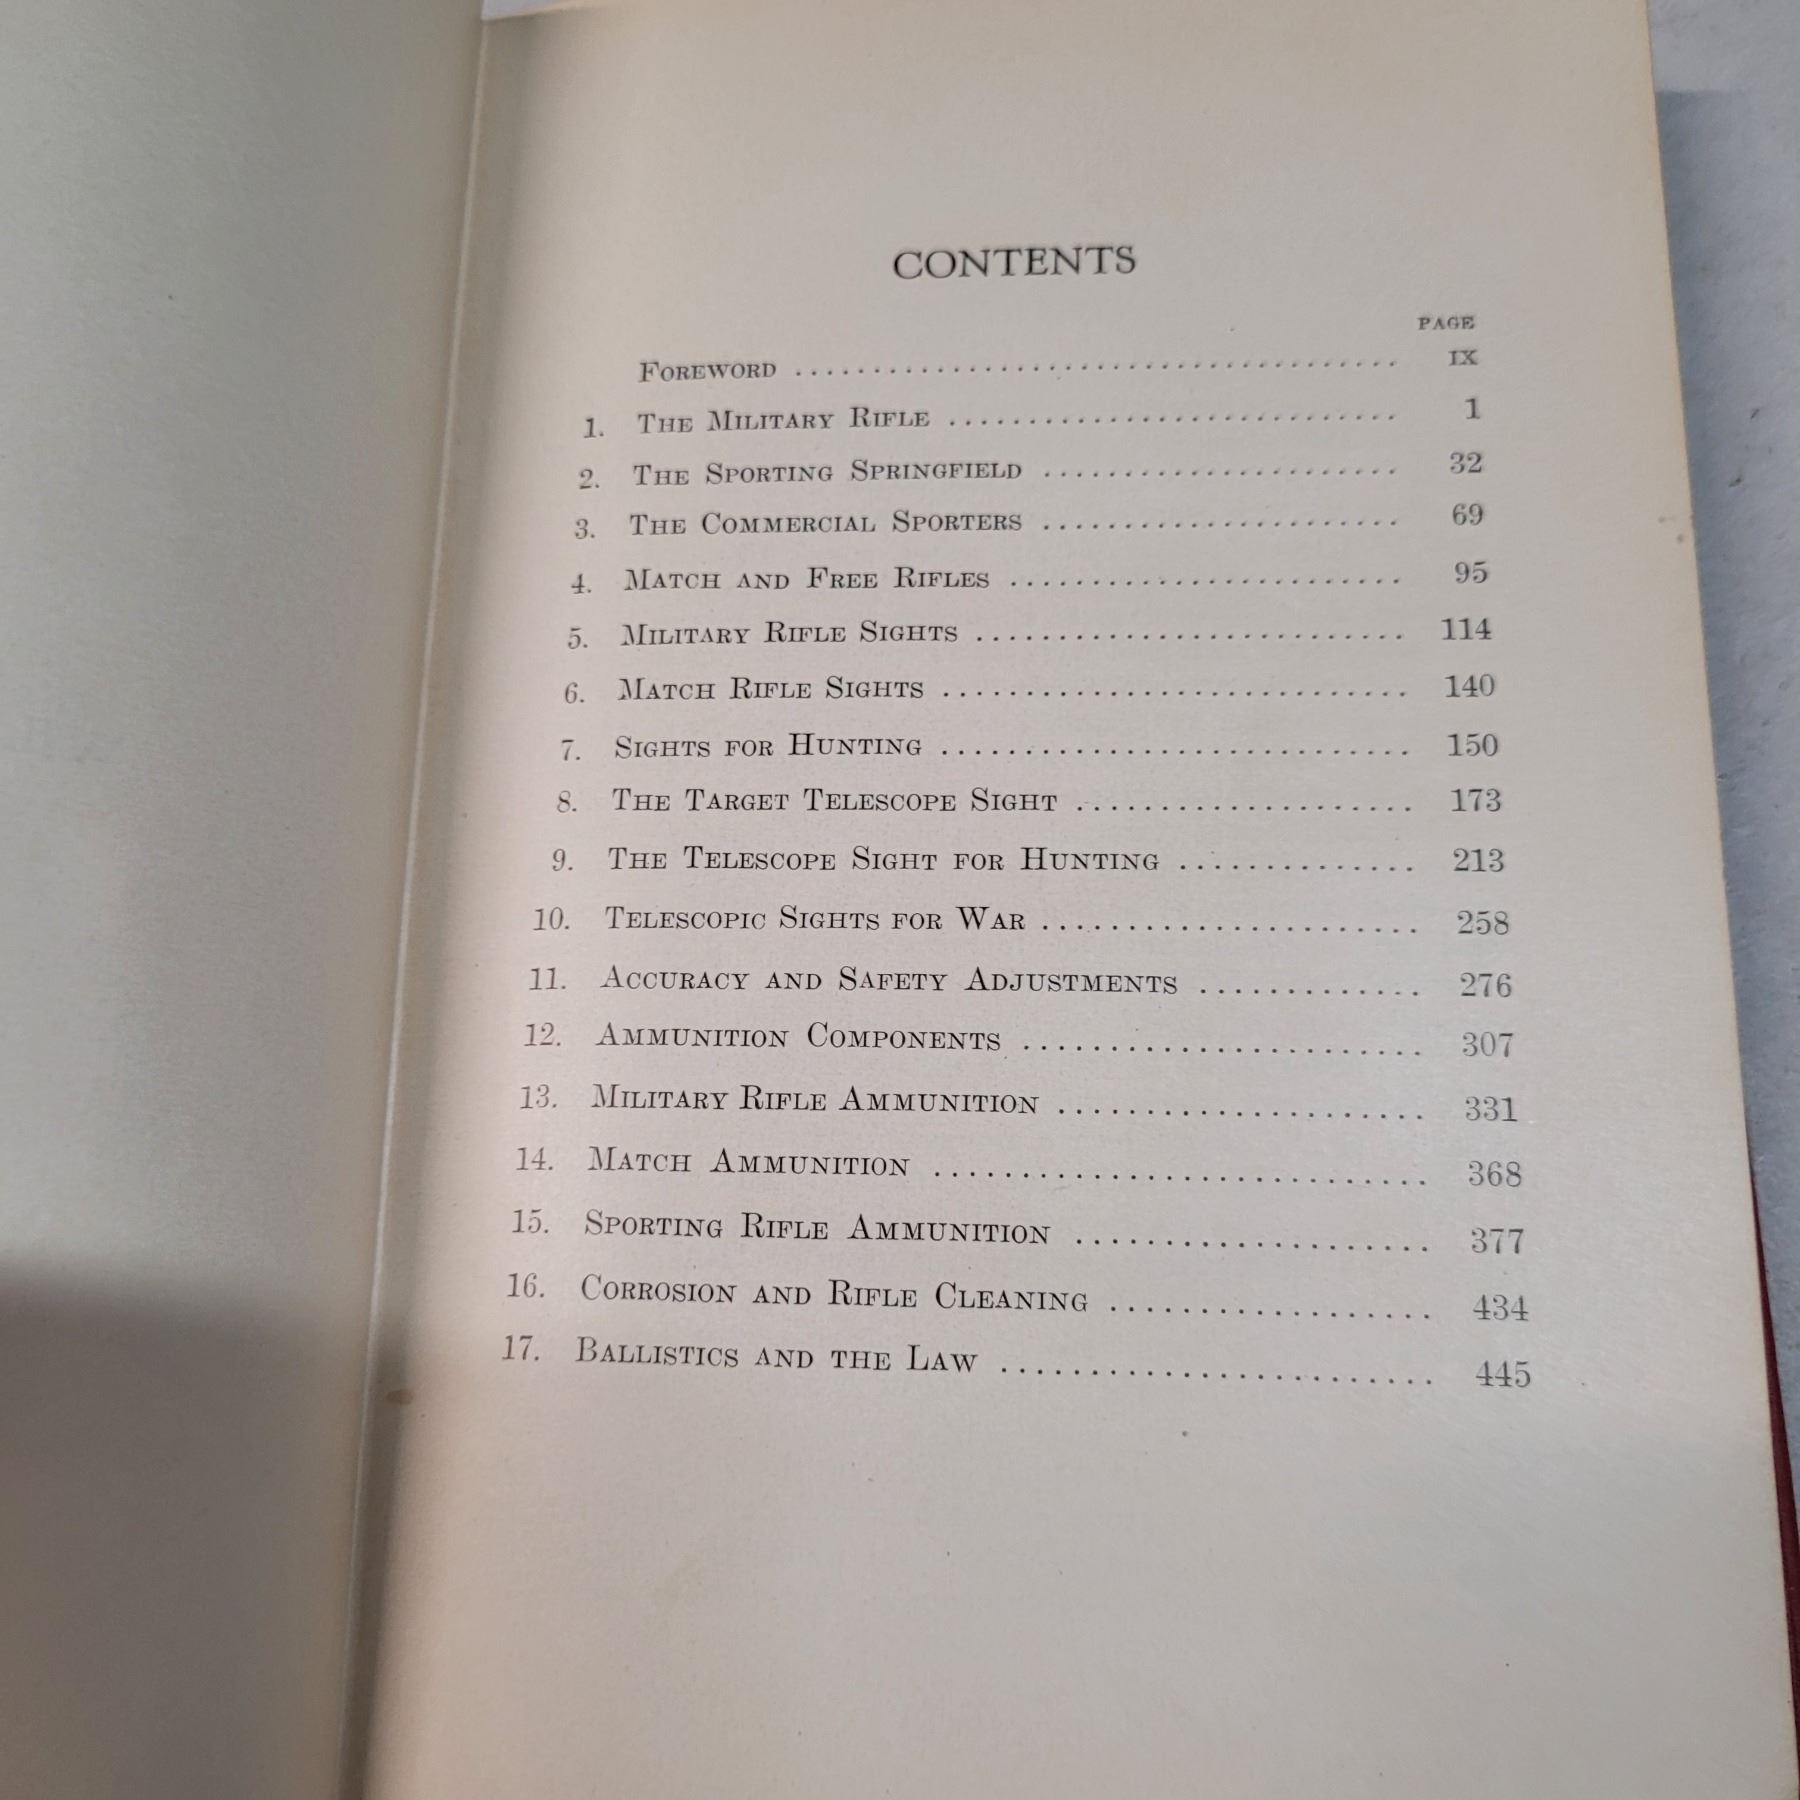 CONTENTS
PAGE
FOREWORD ........................................ IX
1. THE MILITARY RIFLE ............................. 1
2. THE SPORTING SPRINGFIELD ....................... 32
3. THE COMMERCIAL SPORTERS ....................... 69
4. MATCH AND FREE RIFLES ......................... 95
5. MILITARY RIFLE SIGHTS ........................... 114
6. MATCH RIFLE SIGHTS ............................. 140
7. SIGHTS FOR HUNTING ............................. 150
8. THE TARGET TELESCOPE SIGHT .................... 173
9. THE TELESCOPE SIGHT FOR HUNTING .............. 213
10. TELESCOPIC SIGHTS FOR WAR ...................... 258
11. ACCURACY AND SAFETY ADJUSTMENTS ............. 276
12. AMMUNITION COMPONENTS ....................... 307
13. MILITARY RIFLE AMMUNITION ..................... 331
14. MATCH AMMUNITION ............................ 368
15. SPORTING RIFLE AMMUNITION .................... 377
16. CORROSION AND RIFLE CLEANING .................. 434
17. BALLISTICS AND THE LAW ......................... 445